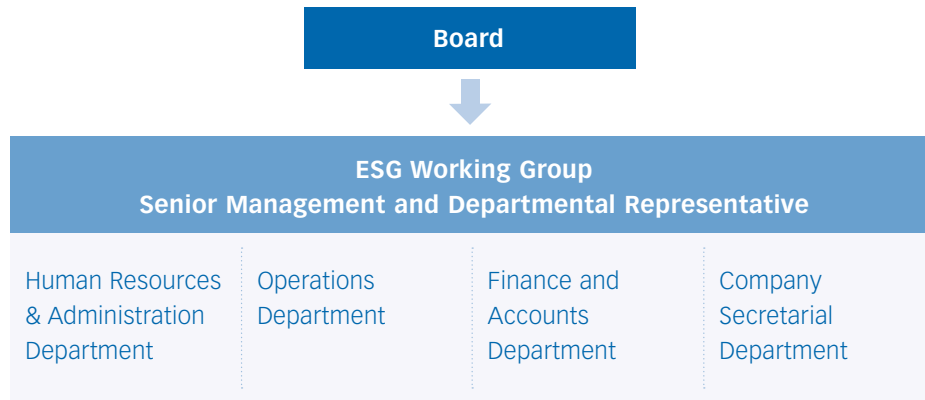 Board
ESG Working Group
Senior Management and Departmental Representative
Human Resources
& Administration
Department
Operations
Department
Finance and
Accounts
Department
Company
Secretarial
Department